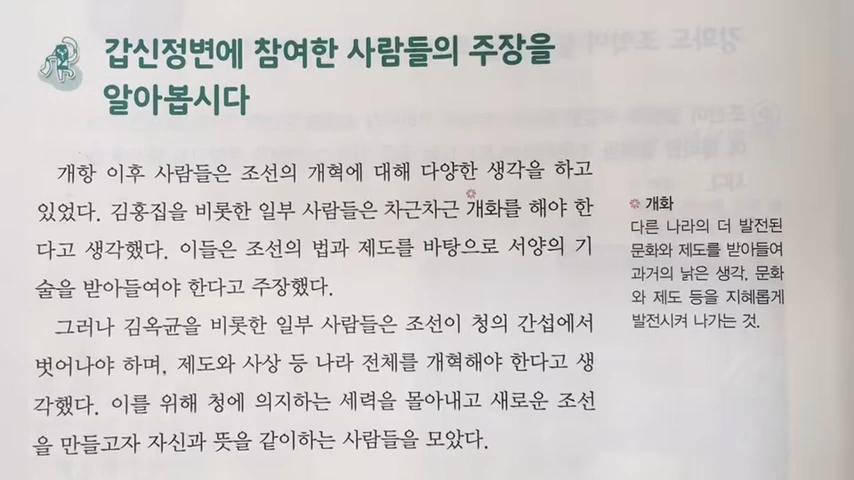 갑신정변에 참여한 사람들의 주장을
알아봅시다
개항 이후 사람들은 조선의 개혁에 대해 다양한 생각을 하고
있었다. 김홍집을 비롯한 일부 사람들은 차근차근 개화를 해야 한
다고 생각했다. 이들은 조선의 법과 제도를 바탕으로 서양의 기
술을 받아들여야 한다고 주장했다.
그러나 김옥균을 비롯한 일부 사람들은 조선이 청의 간섭에서
벗어나야 하며, 제도와 사상 등 나라 전체를 개혁해야 한다고 생
각했다. 이를 위해 청에 의지하는 세력을 몰아내고 새로운 조선
을 만들고자 자신과 뜻을 같이하는 사람들을 모았다.
개화
다른 나라의 더 발전된
문화와 제도를 받아들여
과거의 낡은 생각, 문화
와 제도 등을 지혜롭게
발전시켜 나가는 것.